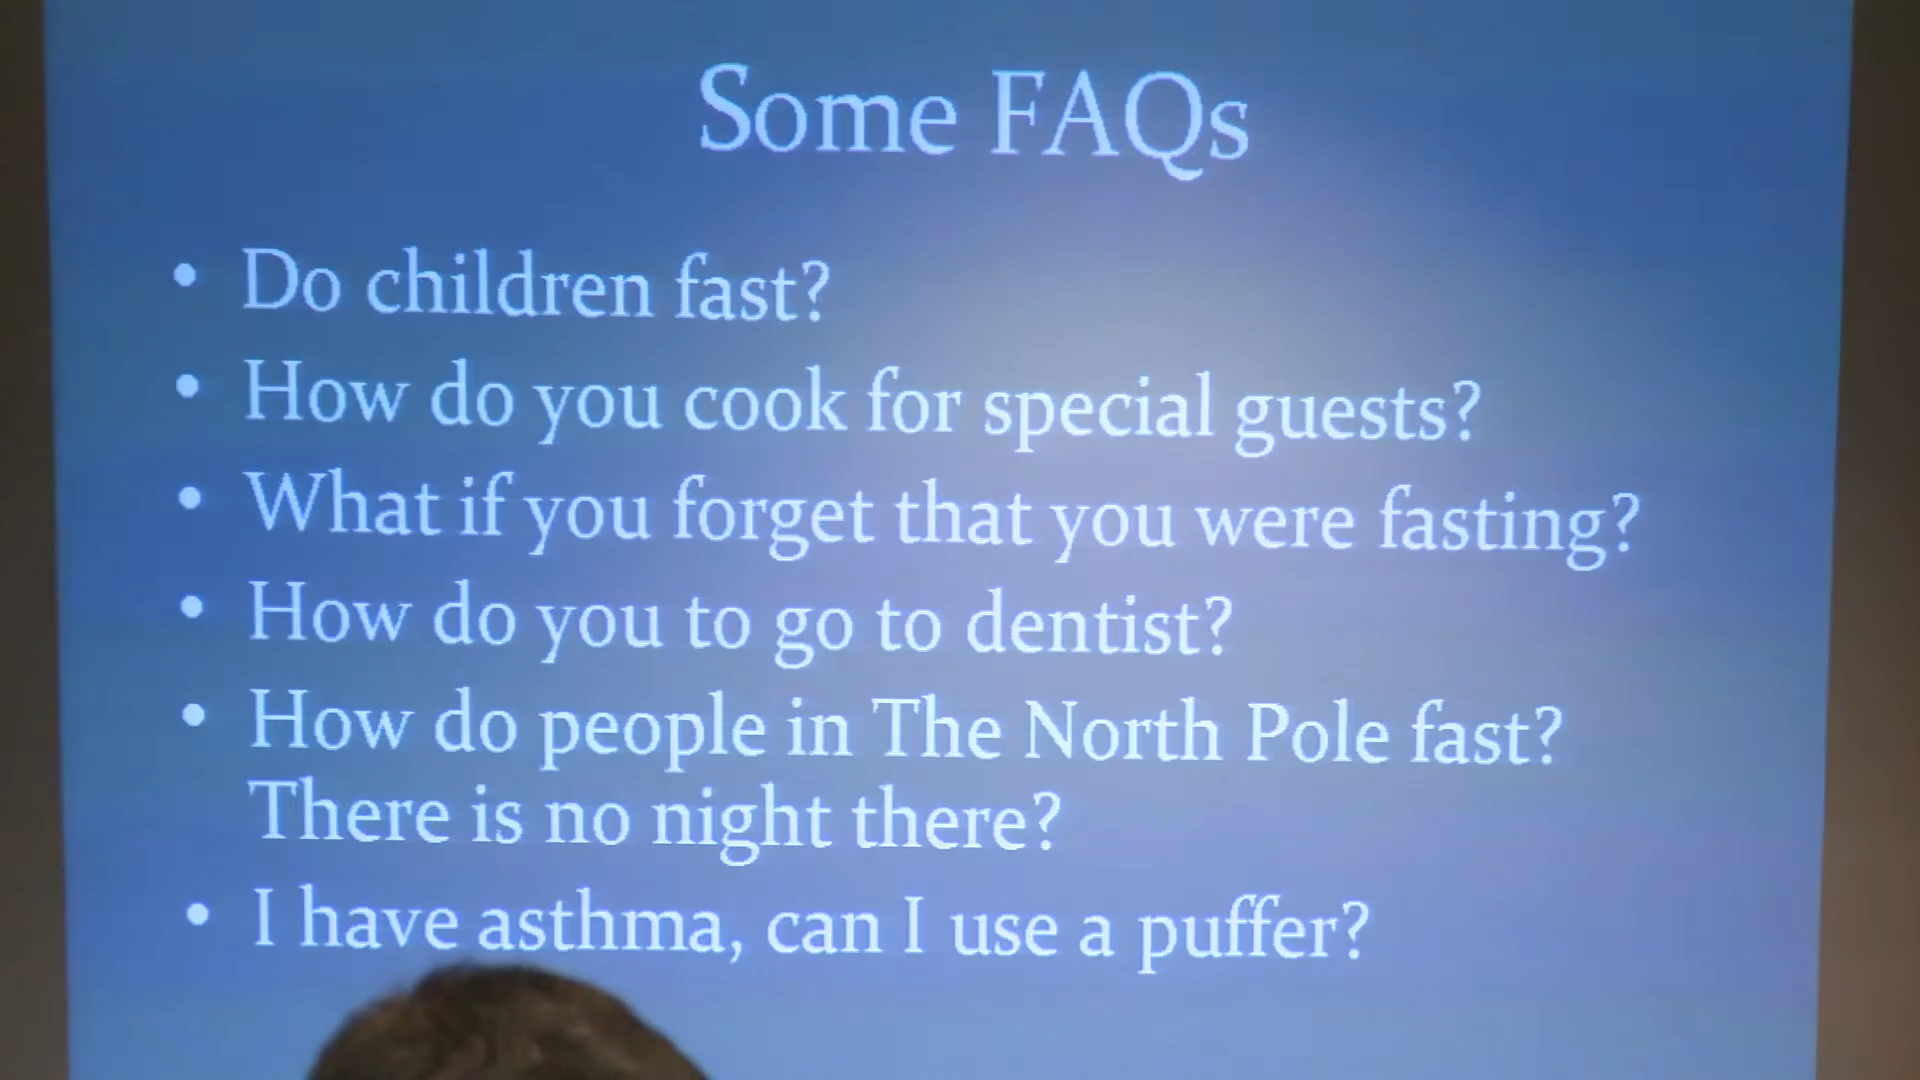 Some FAQs
• Do children fast?
• How do you cook for special guests?
• What if you forget that you were fasting?
• How do you to go to dentist?
• How do people in The North Pole fast?
There is no night there?
• I have asthma, can I use a puffer?